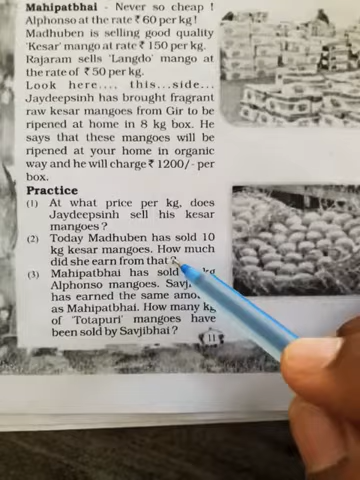 Mahipatbhai - Never so cheap !
Alphonso at the rate ₹ 60 per kg !
Madhuben is selling good quality
'Kesar' mango at rate ₹ 150 per kg.
Rajaram sells 'Langdo' mango at
the rate of ₹ 50 per kg.
Look here.... this...side...
Jaydeepsinh has brought fragrant
raw kesar mangoes from Gir to be
ripened at home in 8 kg box. He
says that these mangoes will be
ripened at your home in organic
way and he will charge ₹ 1200/- per
box.
Practice
(1) At what price per kg, does
Jaydeepsinh sell his kesar
mangoes ?
(2) Today Madhuben has sold 10
kg kesar mangoes. How much
did she earn from that ?
(3) Mahipatbhai has sold kg
Alphonso mangoes.
has earned the same
as Mahipatbhai. How many kg
of 'Totapuri' mangoes have
been sold by Savjibhai ?
11